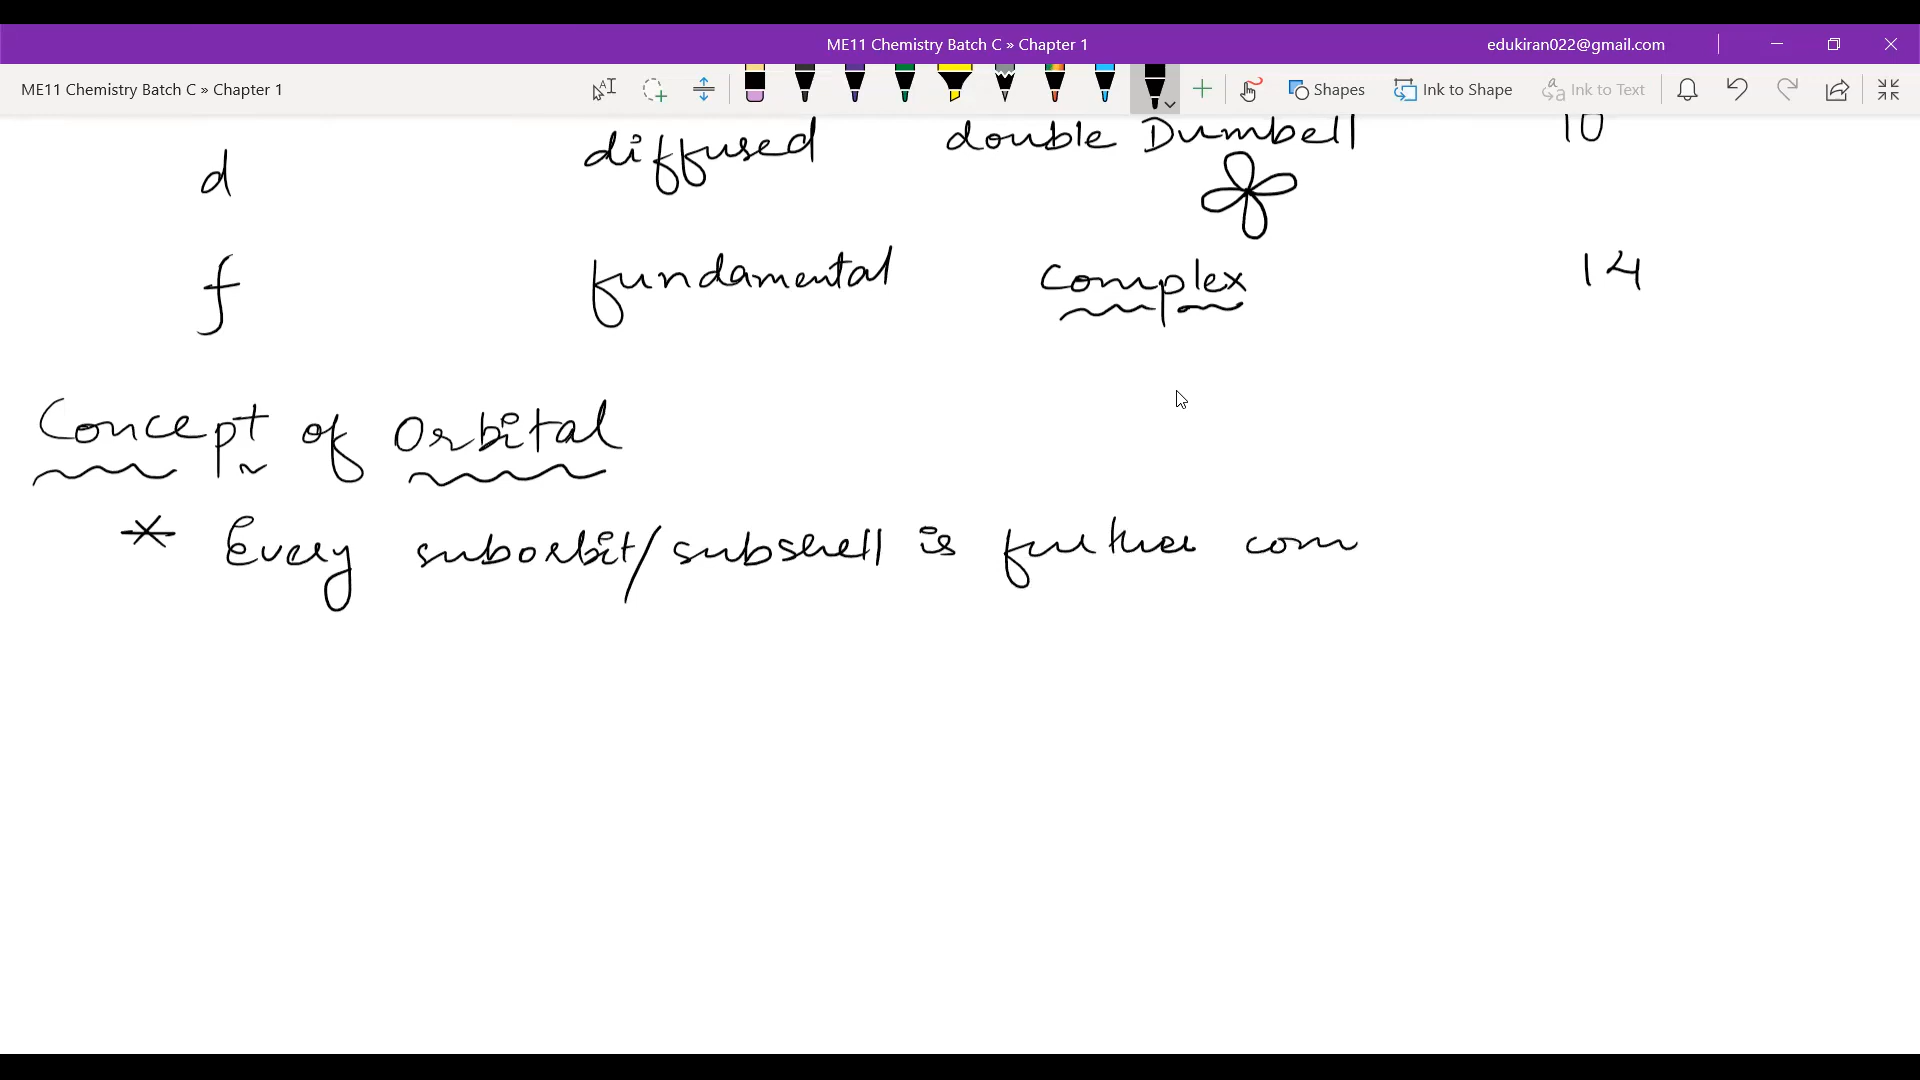 ME11 Chemistry Batch C » Chapter 1 edukiran022@gmail.com
ME11 Chemistry Batch C » Chapter 1 Shapes Ink to Shape Ink to Text
d diffused double Dumbell 10
f fundamental Complex 14
Concept of Orbital
* Every suborbit/subshell is further com